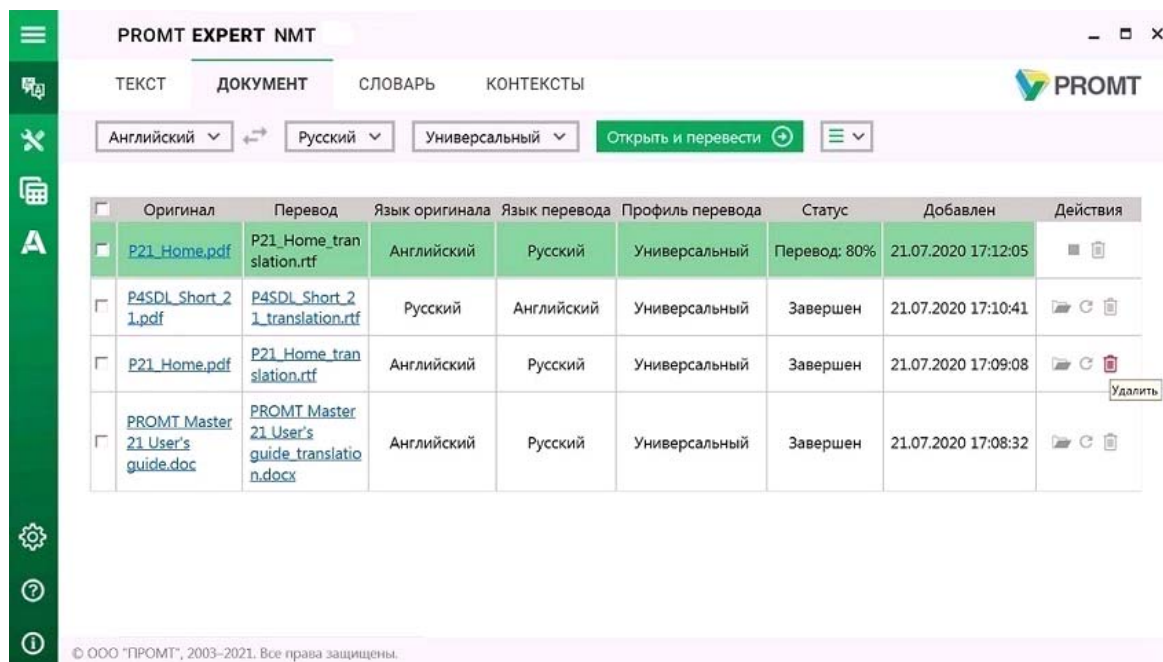 PROMT EXPERT NMT
ТЕКСТ ДОКУМЕНТ СЛОВАРЬ КОНТЕКСТЫ PROMT
Английский Русский Универсальный Открыть и перевести
Оригинал Перевод Язык оригинала Язык перевода Профиль перевода Статус Добавлен Действия
P21_Home.pdf P21_Home_tran
slation.rtf Английский Русский Универсальный Перевод: 80% 21.07.2020 17:12:05
P4SDL_Short_2
1.pdf P4SDL_Short_2
1_translation.rtf Русский Английский Универсальный Завершен 21.07.2020 17:10:41
P21_Home.pdf P21_Home_tran
slation.rtf Английский Русский Универсальный Завершен 21.07.2020 17:09:08
Удалить
PROMT Master
21 User's
guide.doc PROMT Master
21 User's
guide_translatio
n.docx Английский Русский Универсальный Завершен 21.07.2020 17:08:32
© ООО "ПРОМТ", 2003–2021. Все права защищены.